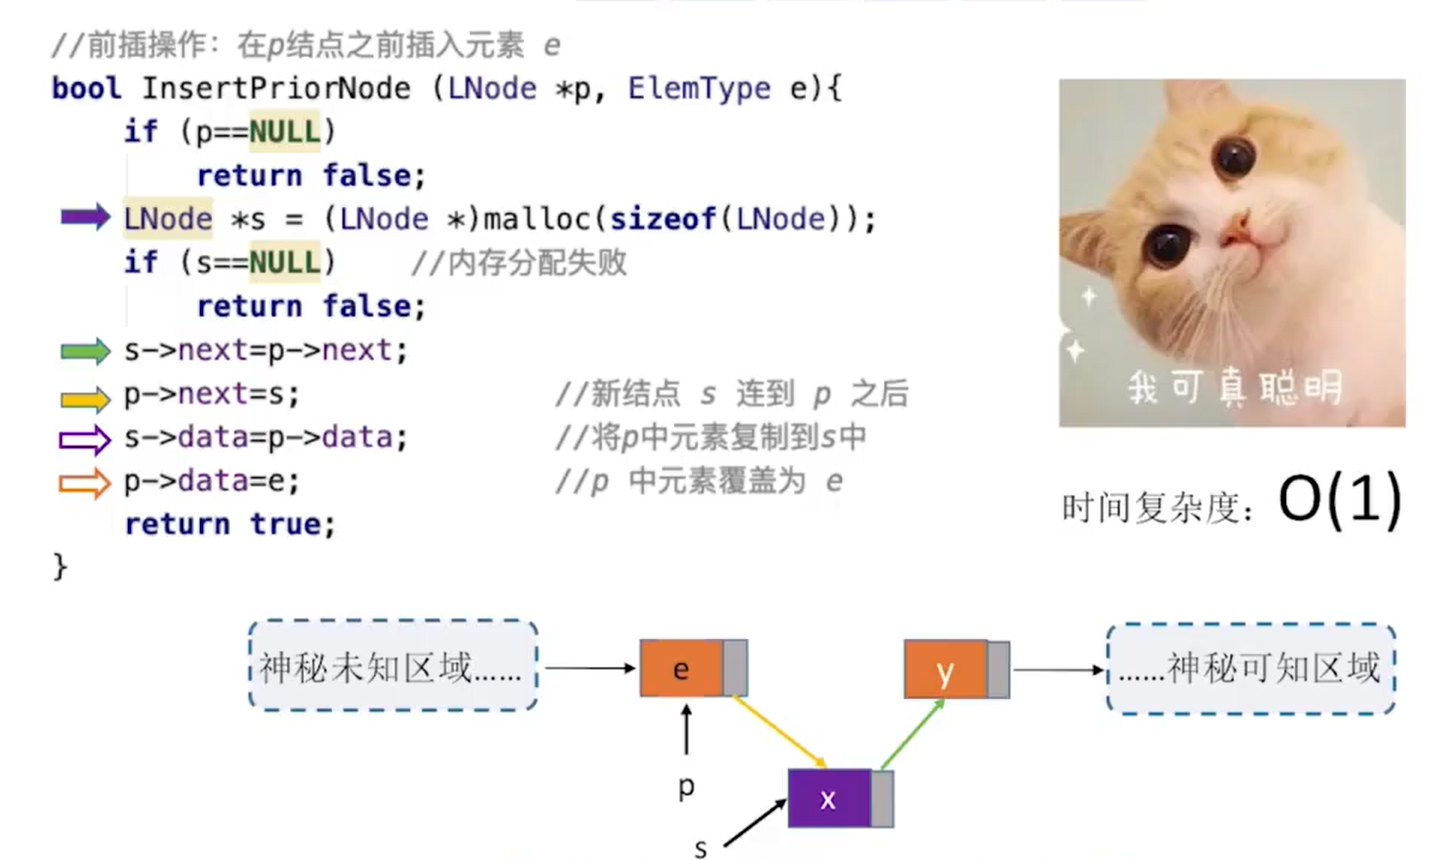 //前插操作：在p结点之前插入元素 e
bool InsertPriorNode (LNode *p, ElemType e){
    if (p==NULL)
        return false;
    LNode *s = (LNode *)malloc(sizeof(LNode));
    if (s==NULL)    //内存分配失败
        return false;
    s->next=p->next;
    p->next=s;    //新结点 s 连到 p 之后
    s->data=p->data;    //将p中元素复制到s中
    p->data=e;    //p 中元素覆盖为 e
    return true;
}
我可真聪明
时间复杂度：O(1)
神秘未知区域……
e
y
……神秘可知区域
p
x
s